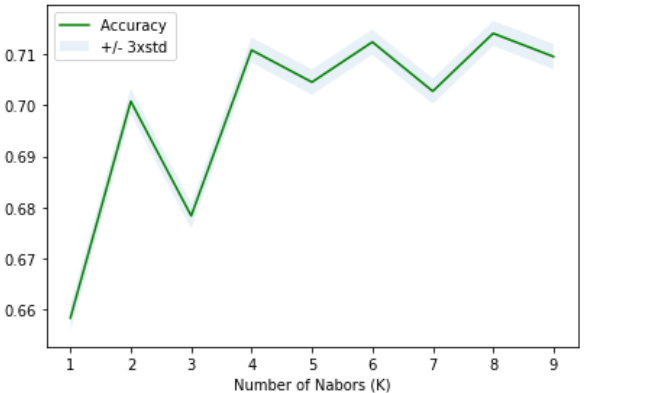 Accuracy
+/- 3xstd
0.71
0.70
0.69
0.68
0.67
0.66
1 2 3 4 5 6 7 8 9
Number of Nabors (K)